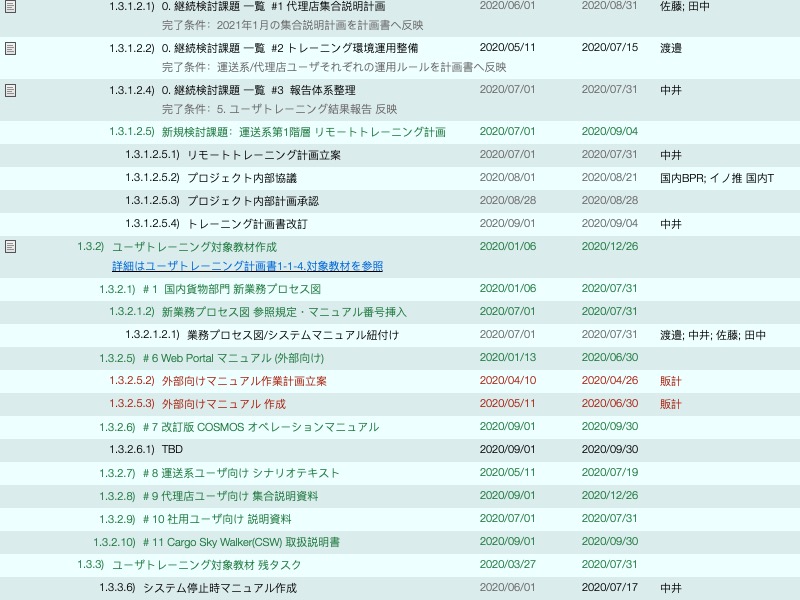 1.3.1.2.1) 0. 継続検討課題 一覧 #1 代理店集合説明計画 2020/06/01 2020/08/31 佐藤; 田中
完了条件：2021年1月の集合説明計画を計画書へ反映
1.3.1.2.2) 0. 継続検討課題 一覧 #2 トレーニング環境運用整備 2020/05/11 2020/07/15 渡邉
完了条件：運送系/代理店ユーザそれぞれの運用ルールを計画書へ反映
1.3.1.2.4) 0. 継続検討課題 一覧 #3 報告体系整理 2020/07/01 2020/07/31 中井
完了条件：5. ユーザトレーニング結果報告 反映
1.3.1.2.5) 新規検討課題：運送系第1階層 リモートトレーニング計画 2020/07/01 2020/09/04
1.3.1.2.5.1) リモートトレーニング計画立案 2020/07/01 2020/07/31 中井
1.3.1.2.5.2) プロジェクト内部協議 2020/08/01 2020/08/21 国内BPR; イノ推 国内T
1.3.1.2.5.3) プロジェクト内部計画承認 2020/08/28 2020/08/28
1.3.1.2.5.4) トレーニング計画書改訂 2020/09/01 2020/09/04 中井
1.3.2) ユーザトレーニング対象教材作成 2020/01/06 2020/12/26
詳細はユーザトレーニング計画書1-1-4.対象教材を参照
1.3.2.1) # 1 国内貨物部門 新業務プロセス図 2020/01/06 2020/07/31
1.3.2.1.2) 新業務プロセス図 参照規定・マニュアル番号挿入 2020/07/01 2020/07/31
1.3.2.1.2.1) 業務プロセス図/システムマニュアル紐付け 2020/07/01 2020/07/31 渡邉; 中井; 佐藤; 田中
1.3.2.5) # 6 Web Portal マニュアル (外部向け) 2020/01/13 2020/06/30
1.3.2.5.2) 外部向けマニュアル作業計画立案 2020/04/10 2020/04/26 販計
1.3.2.5.3) 外部向けマニュアル 作成 2020/05/11 2020/06/30 販計
1.3.2.6) # 7 改訂版 COSMOS オペレーションマニュアル 2020/09/01 2020/09/30
1.3.2.6.1) TBD 2020/09/01 2020/09/30
1.3.2.7) # 8 運送系ユーザ向け シナリオテキスト 2020/05/11 2020/07/19
1.3.2.8) # 9 代理店ユーザ向け 集合説明資料 2020/09/01 2020/12/26
1.3.2.9) # 10 社用ユーザ向け 説明資料 2020/07/01 2020/07/31
1.3.2.10) # 11 Cargo Sky Walker(CSW) 取扱説明書 2020/09/01 2020/09/30
1.3.3) ユーザトレーニング対象教材 残タスク 2020/03/27 2020/07/31
1.3.3.6) システム停止時マニュアル作成 2020/06/01 2020/07/17 中井